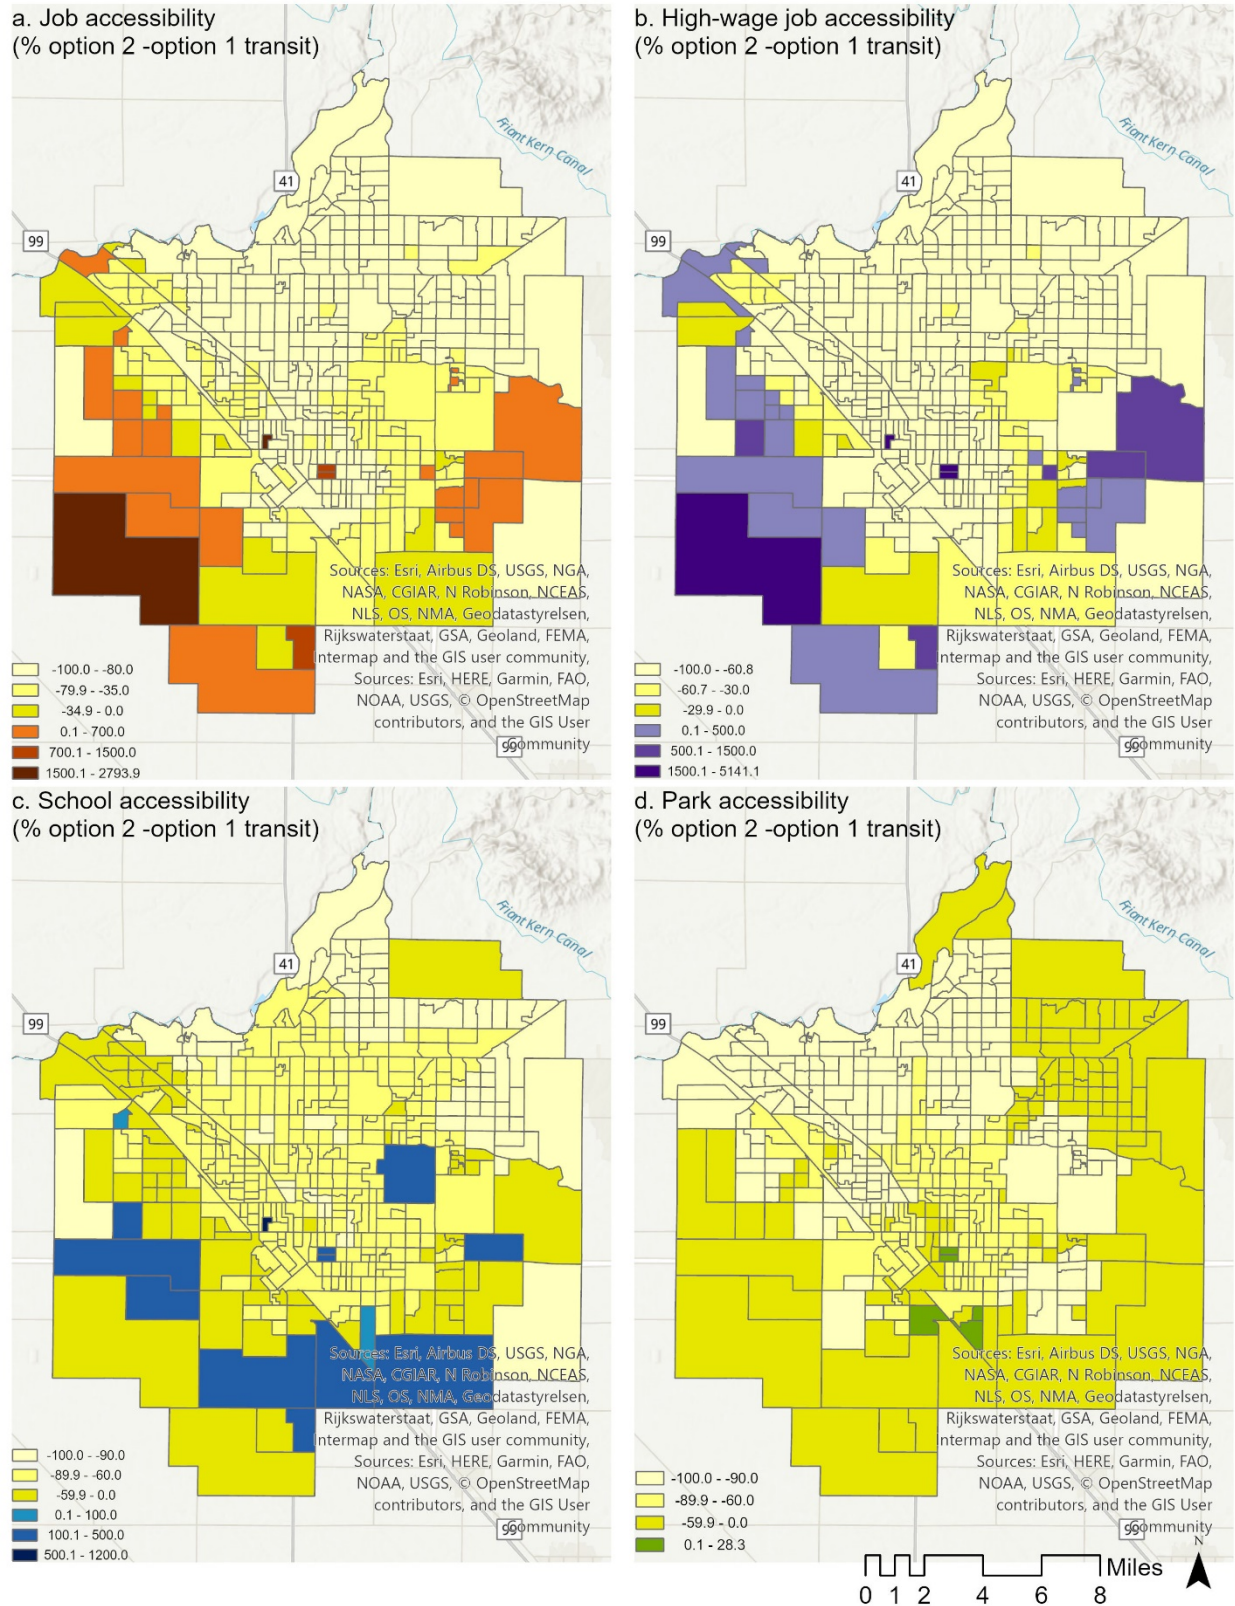 a. Job accessibility
(% option 2 -option 1 transit)
Friant Kern Canal
41
99
Sources: Esri, Airbus DS, USGS, NGA,
NASA, CGIAR, N Robinson, NCEAS,
NLS, OS, NMA, Geodatastyrelsen,
Rijkswaterstaat, GSA, Geoland, FEMA,
Intermap and the GIS user community,
Sources: Esri, HERE, Garmin, FAO,
NOAA, USGS, © OpenStreetMap
contributors, and the GIS User
Community
99
-100.0 - -80.0
-79.9 - -35.0
-34.9 - 0.0
0.1 - 700.0
700.1 - 1500.0
1500.1 - 2793.9
b. High-wage job accessibility
(% option 2 -option 1 transit)
Friant Kern Canal
41
99
Sources: Esri, Airbus DS, USGS, NGA,
NASA, CGIAR, N Robinson, NCEAS,
NLS, OS, NMA, Geodatastyrelsen,
Rijkswaterstaat, GSA, Geoland, FEMA,
Intermap and the GIS user community,
Sources: Esri, HERE, Garmin, FAO,
NOAA, USGS, © OpenStreetMap
contributors, and the GIS User
Community
99
-100.0 - -60.8
-60.7 - -30.0
-29.9 - 0.0
0.1 - 500.0
500.1 - 1500.0
1500.1 - 5141.1
c. School accessibility
(% option 2 -option 1 transit)
Friant Kern Canal
41
99
Sources: Esri, Airbus DS, USGS, NGA,
NASA, CGIAR, N Robinson, NCEAS,
NLS, OS, NMA, Geodatastyrelsen,
Rijkswaterstaat, GSA, Geoland, FEMA,
Intermap and the GIS user community,
Sources: Esri, HERE, Garmin, FAO,
NOAA, USGS, © OpenStreetMap
contributors, and the GIS User
Community
99
-100.0 - -90.0
-89.9 - -60.0
-59.9 - 0.0
0.1 - 100.0
100.1 - 500.0
500.1 - 1200.0
d. Park accessibility
(% option 2 -option 1 transit)
Friant Kern Canal
41
99
Sources: Esri, Airbus DS, USGS, NGA,
NASA, CGIAR, N Robinson, NCEAS,
NLS, OS, NMA, Geodatastyrelsen,
Rijkswaterstaat, GSA, Geoland, FEMA,
Intermap and the GIS user community,
Sources: Esri, HERE, Garmin, FAO,
NOAA, USGS, © OpenStreetMap
contributors, and the GIS User
Community
99
-100.0 - -90.0
-89.9 - -60.0
-59.9 - 0.0
0.1 - 28.3
N
Miles
0 1 2 4 6 8